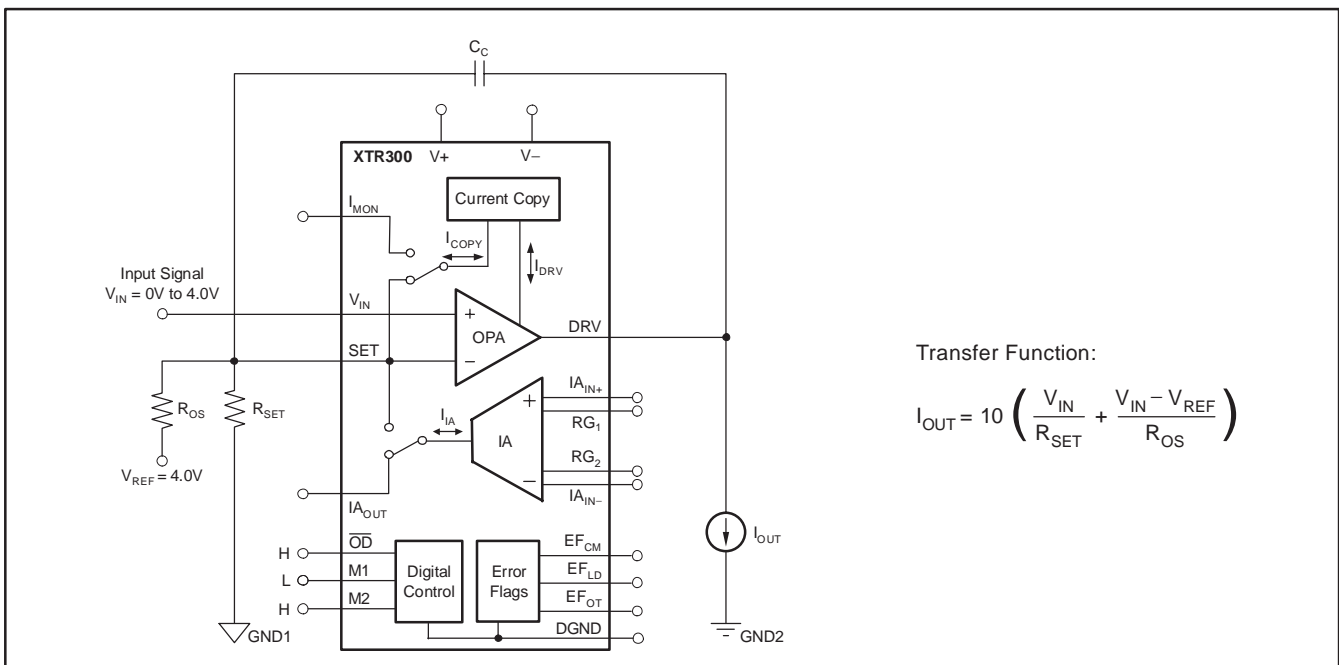 C_C
XTR300 V+ V−
Current Copy
I_MON
I_COPY
I_DRV
Input Signal
V_IN = 0V to 4.0V
V_IN
+
OPA
DRV
SET
−
R_OS R_SET
V_REF = 4.0V
I_IA
+
IA
−
IA_IN+
RG_1
RG_2
IA_IN−
IA_OUT
H OD̅ EF_CM
L M1 Digital Control Error Flags EF_LD
H M2 EF_OT
DGND
GND1
I_OUT
GND2
Transfer Function:
I_OUT = 10 ( V_IN / R_SET + V_IN − V_REF / R_OS )